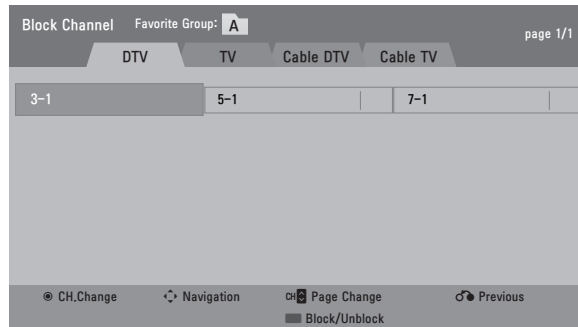 Block Channel Favorite Group: A page 1/1
DTV TV Cable DTV Cable TV
3-1 5-1 7-1
CH.Change Navigation CH Page Change Previous
Block/Unblock